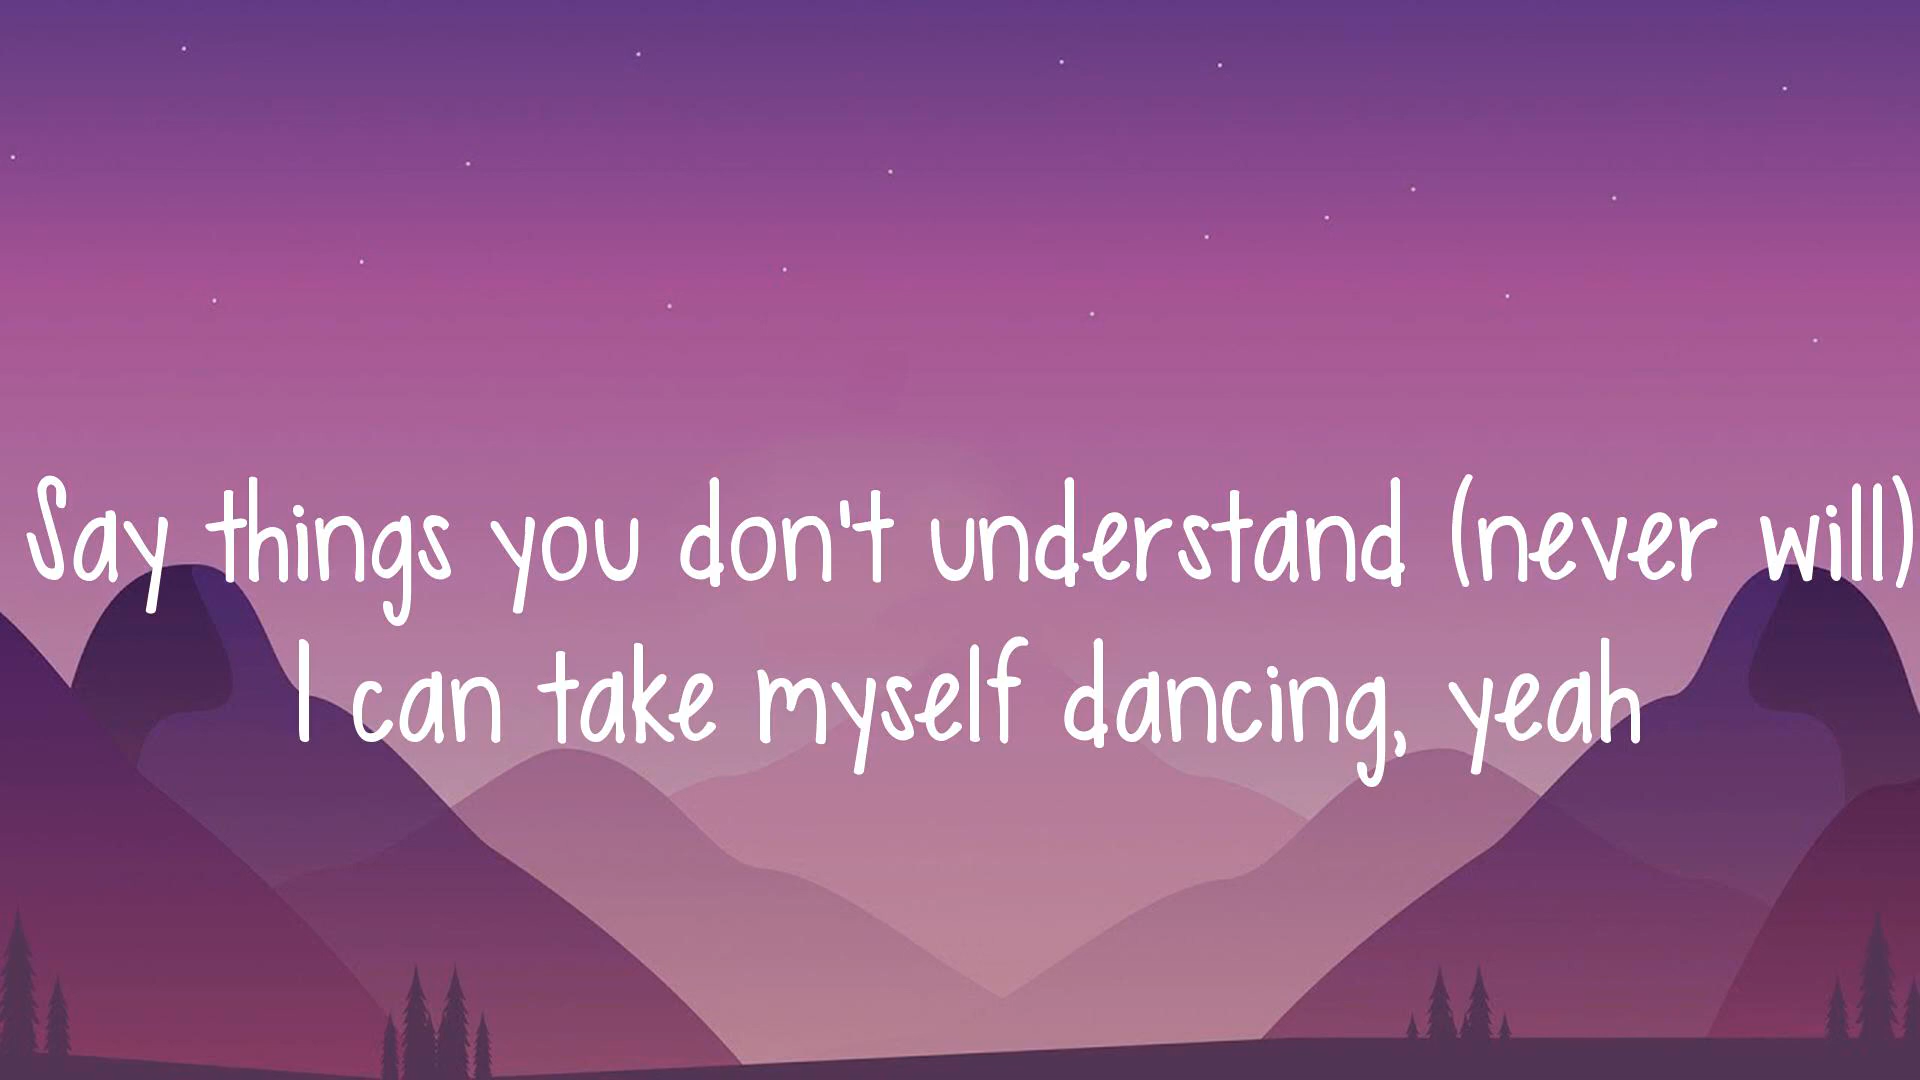 Say things you don't understand (never will)
I can take myself dancing, yeah